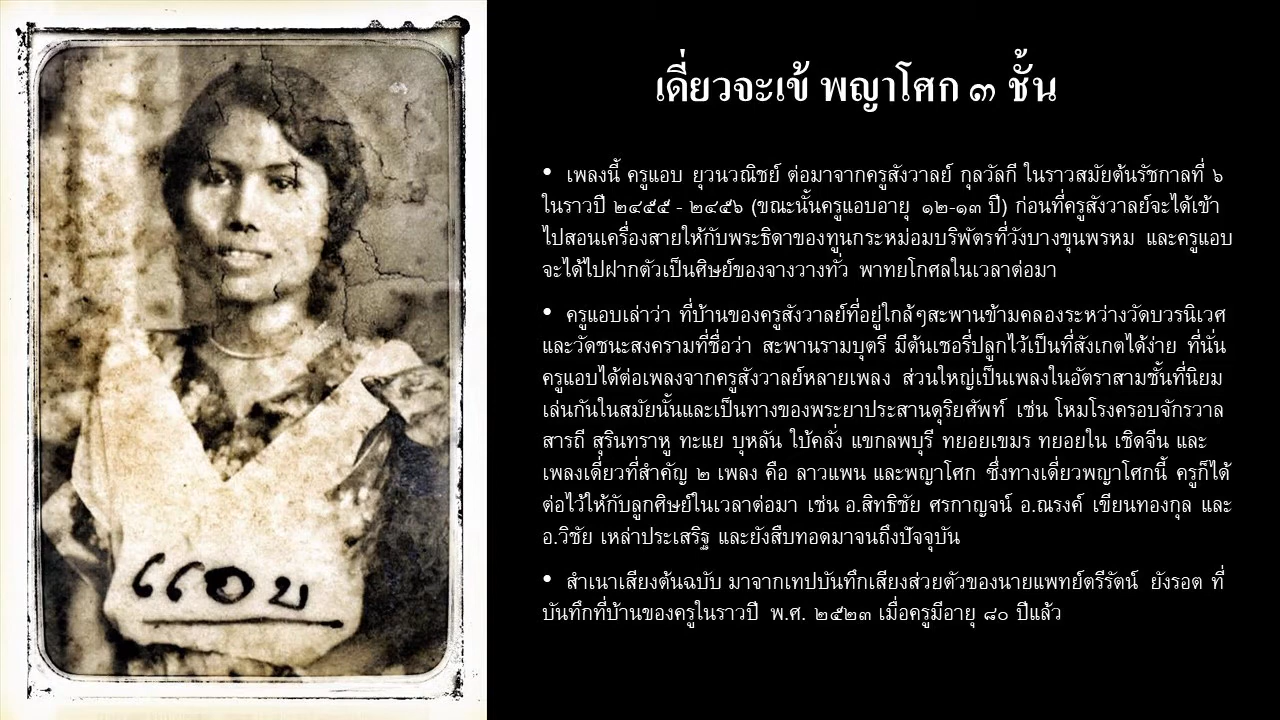 แอบ
เดี่ยวจะเข้ พญาโศก ๓ ชั้น
• เพลงนี้ ครูแอบ ยุวนวณิชย์ ต่อมาจากครูสังวาลย์ กุลวัลกี ในราวสมัยต้นรัชกาลที่ ๖
ในราวปี ๒๔๕๕ - ๒๔๕๖ (ขณะนั้นครูแอบอายุ ๑๒-๑๓ ปี) ก่อนที่ครูสังวาลย์จะได้เข้า
ไปสอนเครื่องสายให้กับพระธิดาของทูนกระหม่อมบริพัตรที่วังบางขุนพรหม และครูแอบ
จะได้ไปฝากตัวเป็นศิษย์ของจางวางทั่ว พาทยโกศลในเวลาต่อมา
• ครูแอบเล่าว่า ที่บ้านของครูสังวาลย์ที่อยู่ใกล้ๆสะพานข้ามคลองระหว่างวัดบวรนิเวศ
และวัดชนะสงครามที่ชื่อว่า สะพานรามบุตรี มีต้นเชอรี่ปลูกไว้เป็นที่สังเกตได้ง่าย ที่นั่น
ครูแอบได้ต่อเพลงจากครูสังวาลย์หลายเพลง ส่วนใหญ่เป็นเพลงในอัตราสามชั้นที่นิยม
เล่นกันในสมัยนั้นและเป็นทางของพระยาประสานดุริยศัพท์ เช่น โหมโรงครอบจักรวาล
สารถี สุรินทราหู ทะแย บุหลัน ใบ้คลั่ง แขกลพบุรี ทยอยเขมร ทยอยใน เชิดจีน และ
เพลงเดี่ยวที่สำคัญ ๒ เพลง คือ ลาวแพน และพญาโศก ซึ่งทางเดี่ยวพญาโศกนี้ ครูก็ได้
ต่อไว้ให้กับลูกศิษย์ในเวลาต่อมา เช่น อ.สิทธิชัย ศรกาญจน์ อ.ณรงค์ เขียนทองกุล และ
อ.วิชัย เหล่าประเสริฐ และยังสืบทอดมาจนถึงปัจจุบัน
• สำเนาเสียงต้นฉบับ มาจากเทปบันทึกเสียงส่วยตัวของนายแพทย์ตรีรัตน์ ยังรอด ที่
บันทึกที่บ้านของครูในราวปี พ.ศ. ๒๕๒๓ เมื่อครูมีอายุ ๘๐ ปีแล้ว